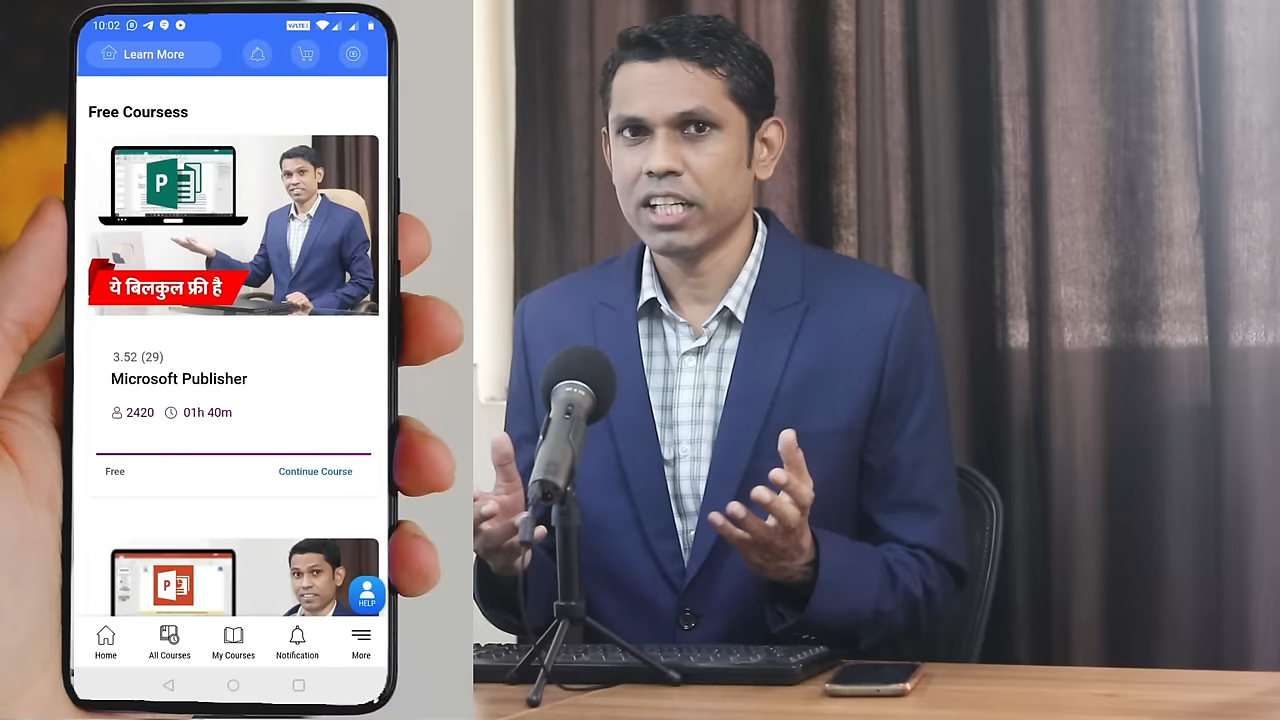 10:02
VoLTE
Learn More
Free Coursess
P
ये बिलकुल फ्री है
3.52 (29)
Microsoft Publisher
2420 01h 40m
Free Continue Course
P
HELP
Home All Courses My Courses Notification More